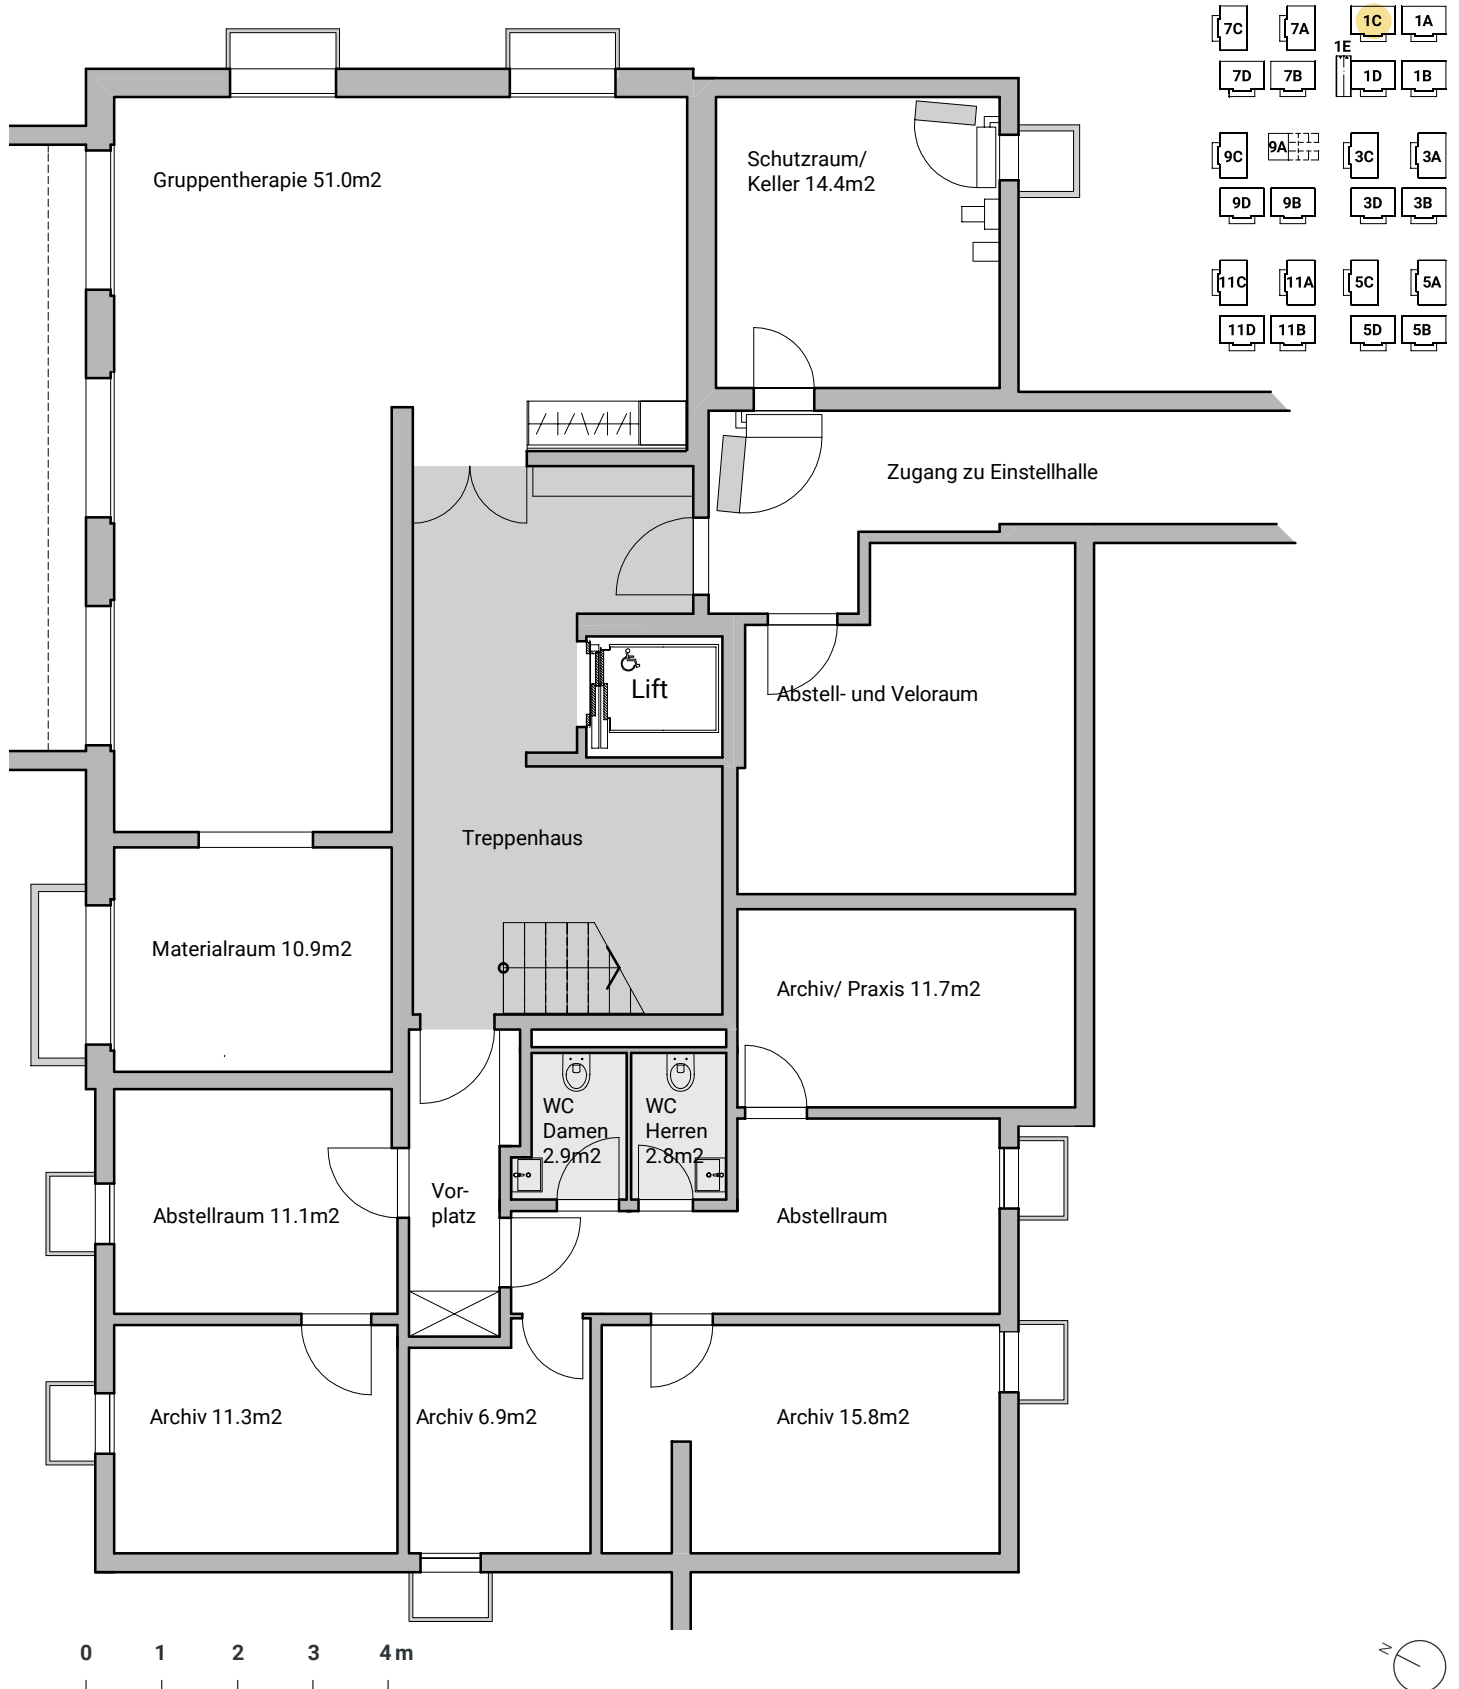 7C
7A
1C
1A
1E
7D
7B
1D
1B
9C
9A
3C
3A
9D
9B
3D
3B
11C
11A
5C
5A
11D
11B
5D
5B
Gruppentherapie 51.0m2
Schutzraum/
Keller 14.4m2
Zugang zu Einstellhalle
Lift
Abstell- und Veloraum
Treppenhaus
Materialraum 10.9m2
Archiv/ Praxis 11.7m2
WC
Damen
2.9m2
WC
Herren
2.8m2
Vor-
platz
Abstellraum 11.1m2
Abstellraum
Archiv 11.3m2
Archiv 6.9m2
Archiv 15.8m2
0 1 2 3 4 m
N